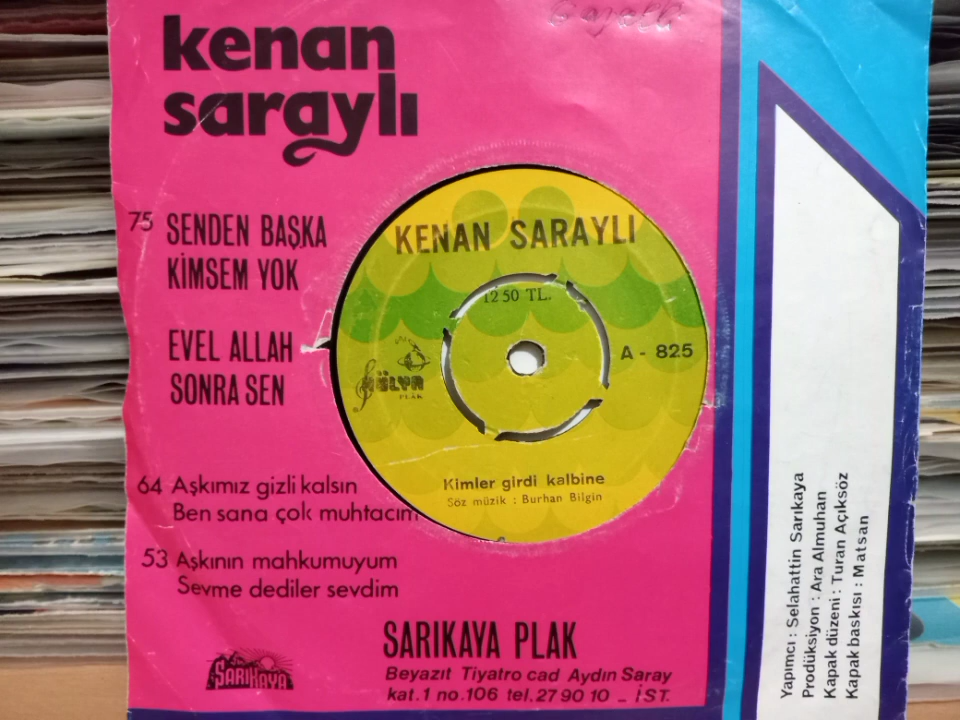 kenan
saraylı
75 SENDEN BAŞKA
KİMSEM YOK
EVEL ALLAH
SONRA SEN
64 Aşkımız gizli kalsın
Ben sana çok muhtacım
53 Aşkının mahkumuyum
Sevme dediler sevdim
SARIKAYA PLAK
Beyazıt Tiyatro cad Aydın Saray
kat. 1 no. 106 tel. 27 90 10 _ İST.
SARIKAYA
KENAN SARAYLI
12 50 TL.
A - 825
HÜLYA
PLAK
Kimler girdi kalbine
Söz müzik : Burhan Bilgin
Yapımcı : Selahattin Sarıkaya
Prodüksiyon : Ara Almuhan
Kapak düzeni : Turan Açıksöz
Kapak baskısı : Matsan